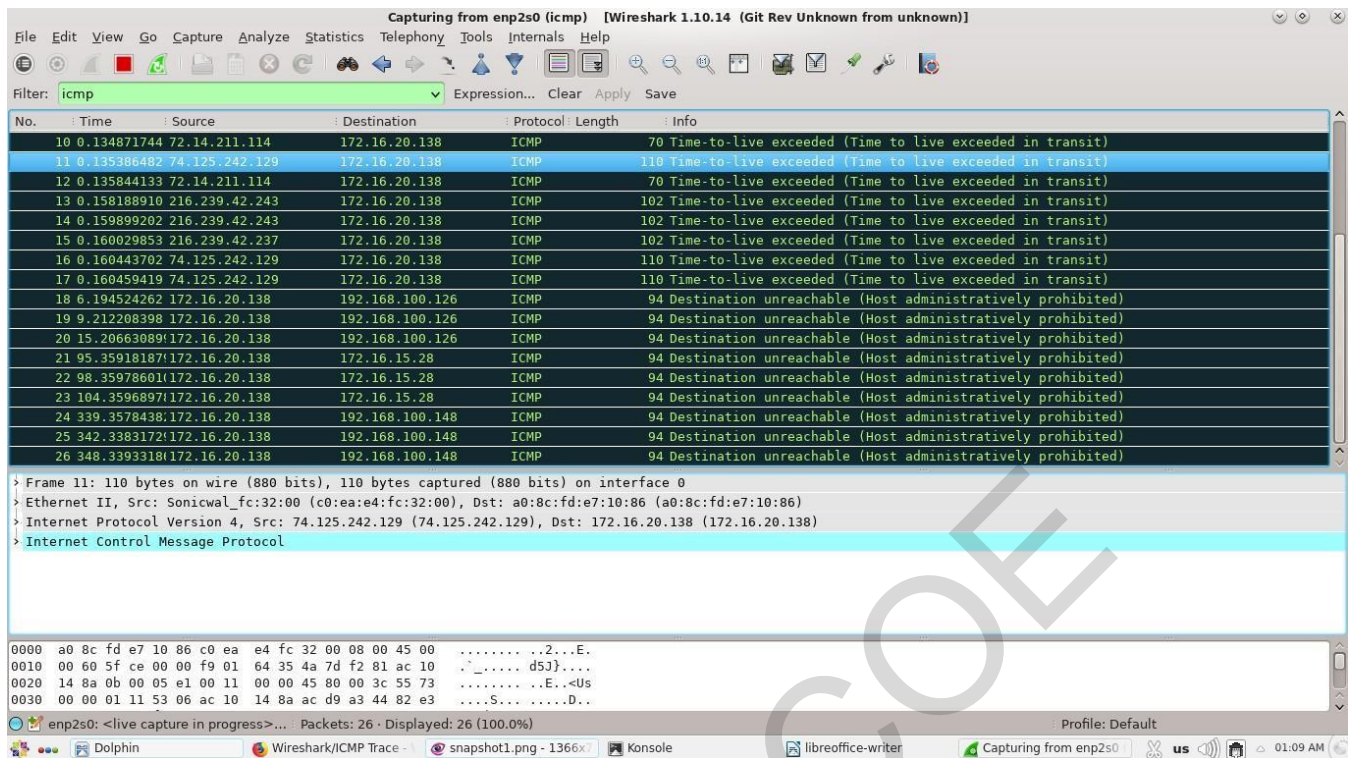 Capturing from enp2s0 (icmp) [Wireshark 1.10.14 (Git Rev Unknown from unknown)]
File Edit View Go Capture Analyze Statistics Telephony Tools Internals Help
Filter: icmp Expression... Clear Apply Save
No. Time Source Destination Protocol Length Info
10 0.134871744 72.14.211.114 172.16.20.138 ICMP 70 Time-to-live exceeded (Time to live exceeded in transit)
11 0.135386482 74.125.242.129 172.16.20.138 ICMP 110 Time-to-live exceeded (Time to live exceeded in transit)
12 0.135844133 72.14.211.114 172.16.20.138 ICMP 70 Time-to-live exceeded (Time to live exceeded in transit)
13 0.158188910 216.239.42.243 172.16.20.138 ICMP 102 Time-to-live exceeded (Time to live exceeded in transit)
14 0.159899202 216.239.42.243 172.16.20.138 ICMP 102 Time-to-live exceeded (Time to live exceeded in transit)
15 0.160029853 216.239.42.237 172.16.20.138 ICMP 102 Time-to-live exceeded (Time to live exceeded in transit)
16 0.160443702 74.125.242.129 172.16.20.138 ICMP 110 Time-to-live exceeded (Time to live exceeded in transit)
17 0.160459419 74.125.242.129 172.16.20.138 ICMP 110 Time-to-live exceeded (Time to live exceeded in transit)
18 6.194524262 172.16.20.138 192.168.100.126 ICMP 94 Destination unreachable (Host administratively prohibited)
19 9.212208398 172.16.20.138 192.168.100.126 ICMP 94 Destination unreachable (Host administratively prohibited)
20 172.16.20.138 192.168.100.126 ICMP 94 Destination unreachable (Host administratively prohibited)
21 172.16.20.138 172.16.15.28 ICMP 94 Destination unreachable (Host administratively prohibited)
22 172.16.20.138 172.16.15.28 ICMP 94 Destination unreachable (Host administratively prohibited)
23 172.16.20.138 172.16.15.28 ICMP 94 Destination unreachable (Host administratively prohibited)
24 172.16.20.138 192.168.100.148 ICMP 94 Destination unreachable (Host administratively prohibited)
25 172.16.20.138 192.168.100.148 ICMP 94 Destination unreachable (Host administratively prohibited)
26 172.16.20.138 192.168.100.148 ICMP 94 Destination unreachable (Host administratively prohibited)
Frame 11: 110 bytes on wire (880 bits), 110 bytes captured (880 bits) on interface 0
Ethernet II, Src: Sonicwal_fc:32:00 (c0:ea:e4:fc:32:00), Dst: a0:8c:fd:e7:10:86 (a0:8c:fd:e7:10:86)
Internet Protocol Version 4, Src: 74.125.242.129 (74.125.242.129), Dst: 172.16.20.138 (172.16.20.138)
Internet Control Message Protocol
0000 a0 8c fd e7 10 86 c0 ea e4 fc 32 00 08 00 45 00 ........ ..2...E.
0010 00 60 5f ce 00 00 f9 01 64 35 4a 7d f2 81 ac 10 .`_..... d5J}....
0020 14 8a 0b 00 05 e1 00 11 00 00 45 80 00 3c 55 73 ........ ..E..<Us
0030 00 00 01 11 53 06 ac 10 14 8a ac d9 a3 44 82 e3 ....S... .....D..
enp2s0: <live capture in progress>... Packets: 26 · Displayed: 26 (100.0%) Profile: Default
Dolphin Wireshark/ICMP Trace - snapshot1.png - 1366x7 Konsole libreoffice-writer Capturing from enp2s0 us 01:09 AM
COE